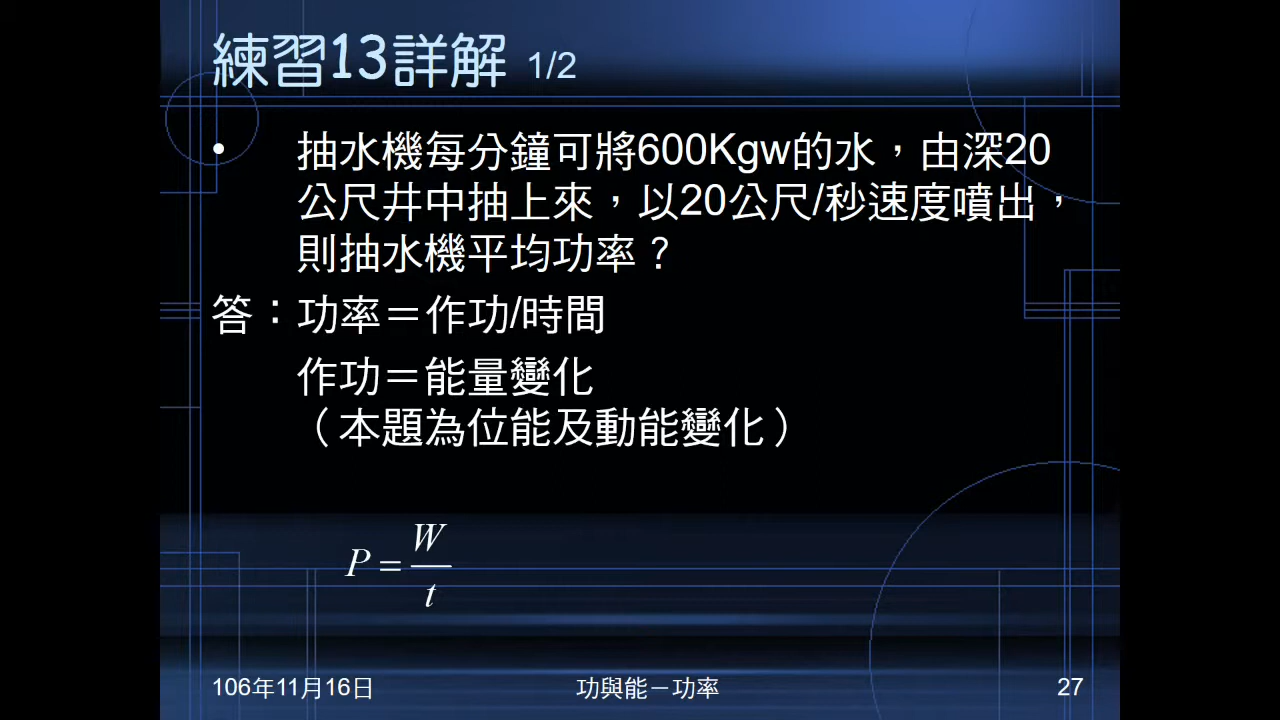 練習13詳解 1/2
• 抽水機每分鐘可將600Kgw的水，由深20
公尺井中抽上來，以20公尺/秒速度噴出，
則抽水機平均功率？
答：功率＝作功/時間
作功＝能量變化
（本題為位能及動能變化）
P = W/t
106年11月16日 功與能－功率 27